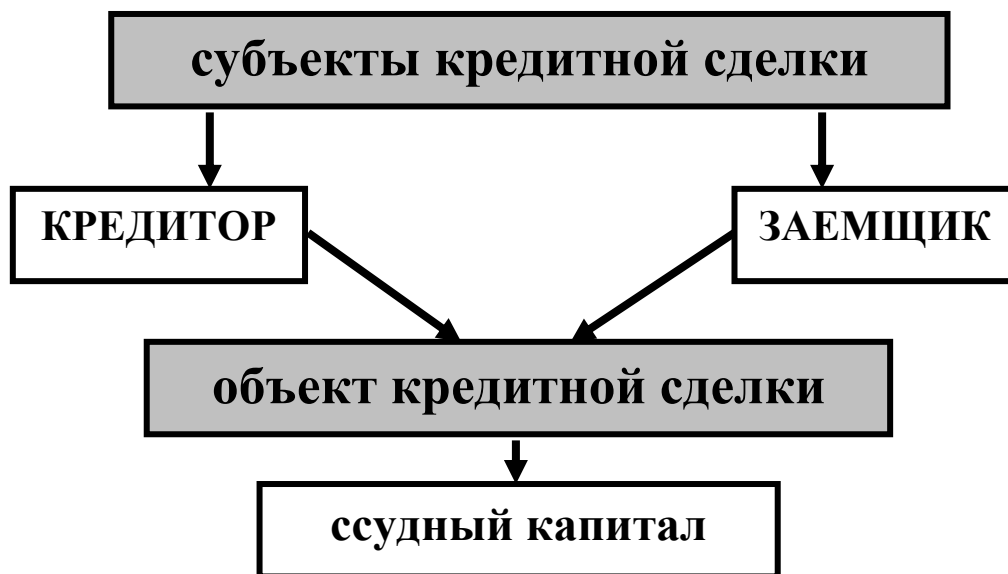 субъекты кредитной сделки
КРЕДИТОР
ЗАЕМЩИК
объект кредитной сделки
ссудный капитал